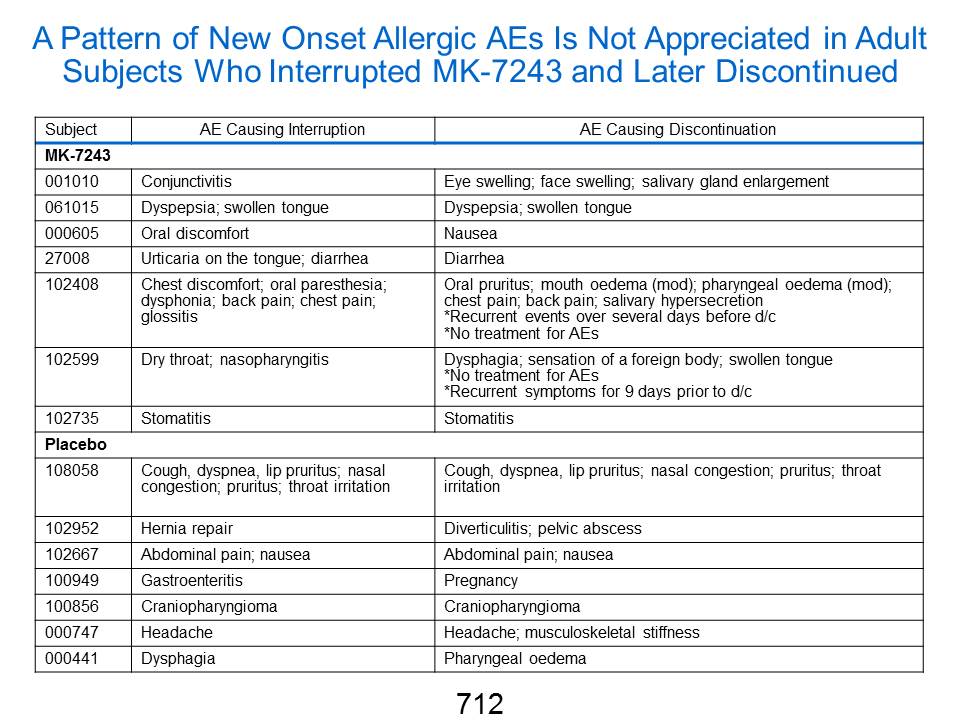 A Pattern of New Onset Allergic AEs Is Not Appreciated in Adult
Subjects Who Interrupted MK-7243 and Later Discontinued
Subject AE Causing Interruption AE Causing Discontinuation
MK-7243
001010 Conjunctivitis Eye swelling; face swelling; salivary gland enlargement
061015 Dyspepsia; swollen tongue Dyspepsia; swollen tongue
000605 Oral discomfort Nausea
27008 Urticaria on the tongue; diarrhea Diarrhea
102408 Chest discomfort; oral paresthesia; Oral pruritus; mouth oedema (mod); pharyngeal oedema (mod);
dysphonia; back pain; chest pain; chest pain; back pain; salivary hypersecretion
glossitis *Recurrent events over several days before d/c
*No treatment for AEs
102599 Dry throat; nasopharyngitis Dysphagia; sensation of a foreign body; swollen tongue
*No treatment for AEs
*Recurrent symptoms for 9 days prior to d/c
102735 Stomatitis Stomatitis
Placebo
108058 Cough, dyspnea, lip pruritus; nasal Cough, dyspnea, lip pruritus; nasal congestion; pruritus; throat
congestion; pruritus; throat irritation irritation
102952 Hernia repair Diverticulitis; pelvic abscess
102667 Abdominal pain; nausea Abdominal pain; nausea
100949 Gastroenteritis Pregnancy
100856 Craniopharyngioma Craniopharyngioma
000747 Headache Headache; musculoskeletal stiffness
000441 Dysphagia Pharyngeal oedema
712